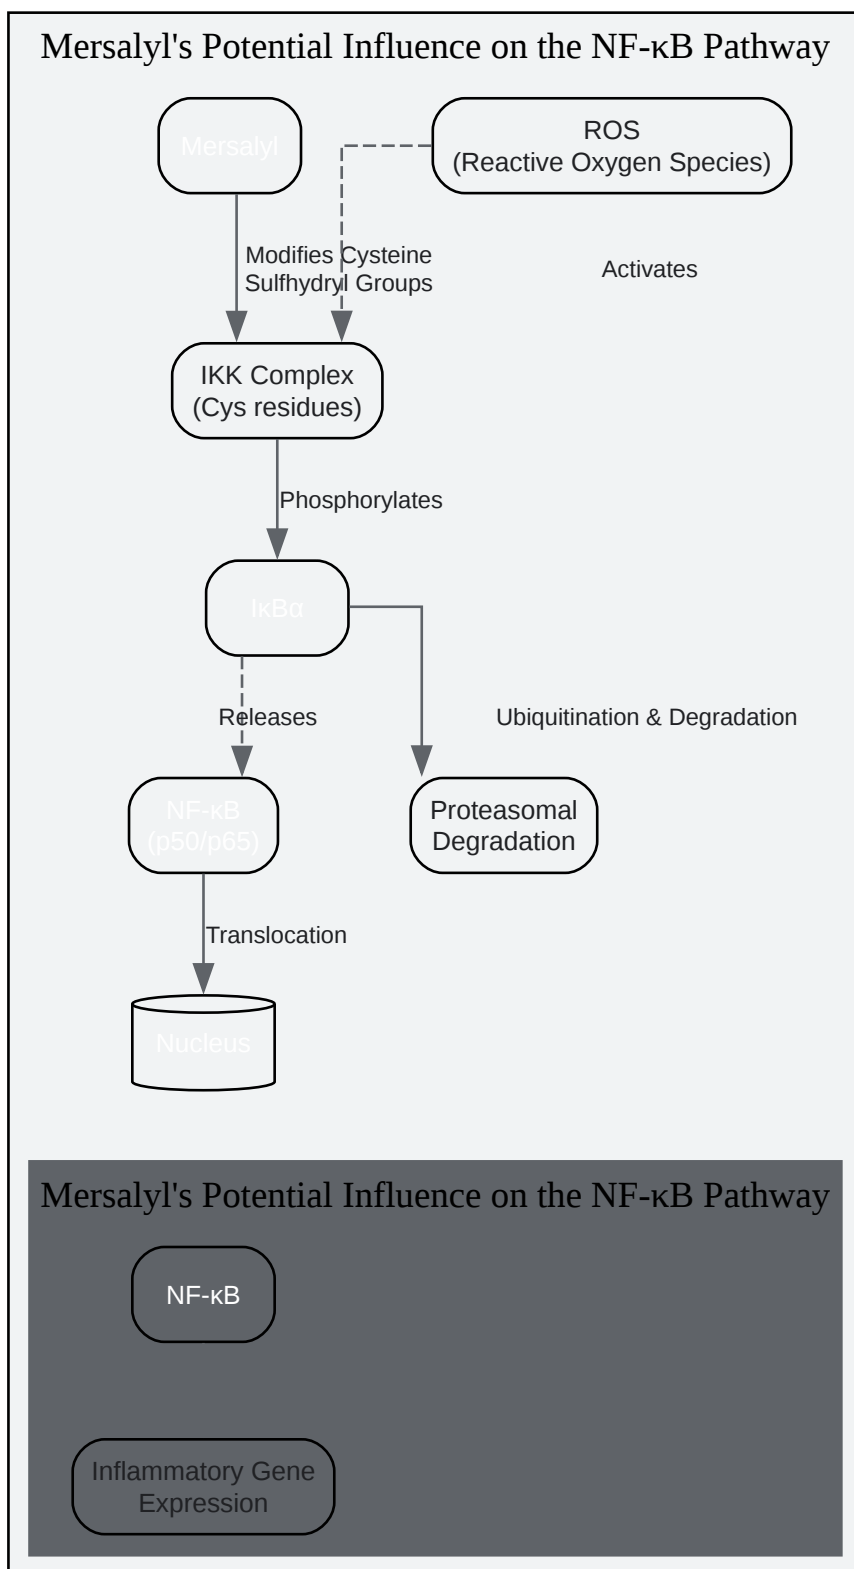 Mersalyl's Potential Influence on the NF-κB Pathway
Mersalyl
ROS
(Reactive Oxygen Species)
Modifies Cysteine
Sulfhydryl Groups
Activates
IKK Complex
(Cys residues)
Phosphorylates
IκBα
Releases
Ubiquitination & Degradation
NF-κB
(p50/p65)
Proteasomal
Degradation
Translocation
Nucleus
Mersalyl's Potential Influence on the NF-κB Pathway
NF-κB
Inflammatory Gene
Expression